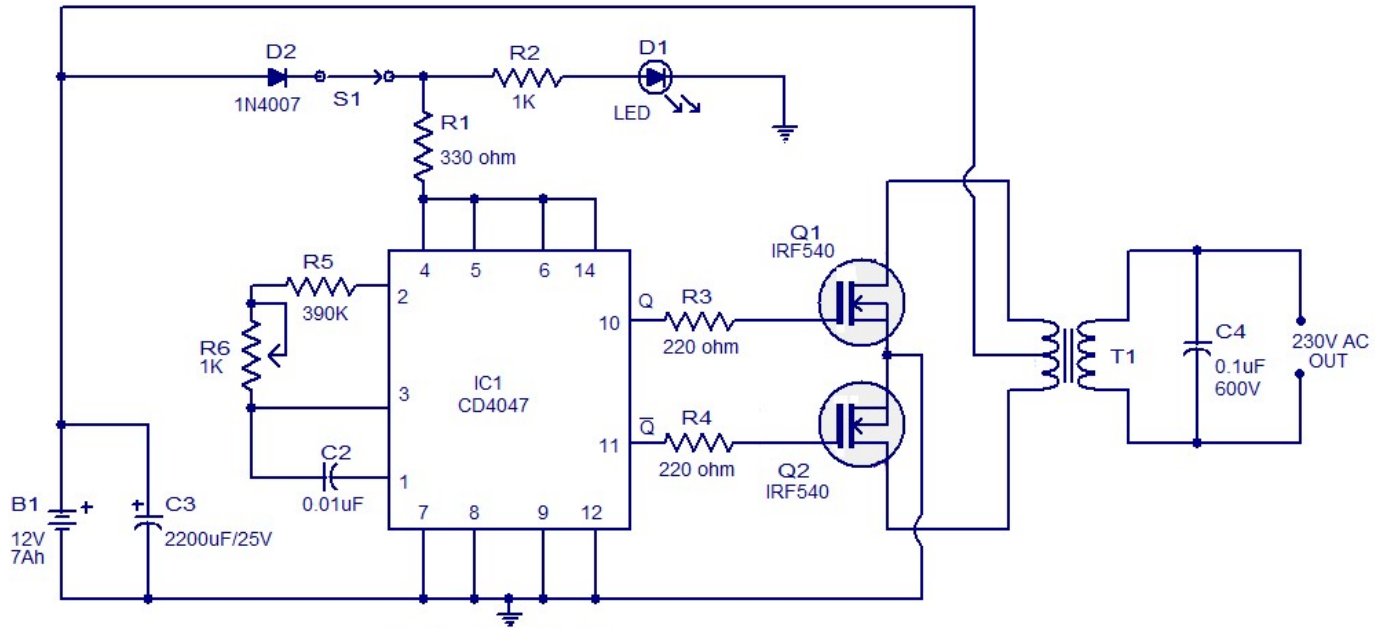 D2
1N4007
S1
R2
1K
D1
LED
R1
330 ohm
4 5 6 14
R5
390K
2
R6
1K
3
IC1
CD4047
C2
0.01uF
1
10
Q
R3
220 ohm
11
Q̅
R4
220 ohm
7 8 9 12
Q1
IRF540
Q2
IRF540
T1
C4
0.1uF
600V
230V AC
OUT
B1
12V
7Ah
+
+
C3
2200uF/25V